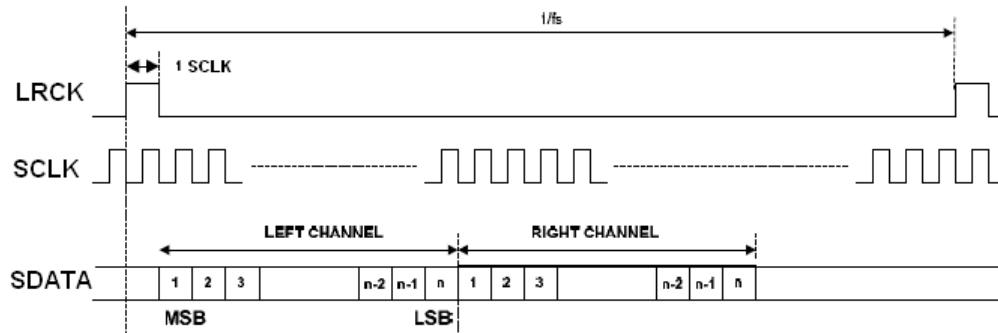 1/fs
1 SCLK
LRCK
SCLK
LEFT CHANNEL RIGHT CHANNEL
SDATA 1 2 3 n-2 n-1 n 1 2 3 n-2 n-1 n
MSB LSB